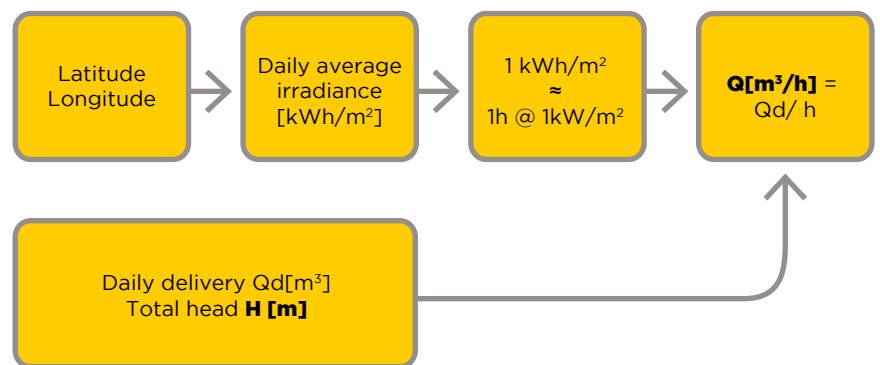 Latitude
Longitude
Daily average
irradiance
[kWh/m²]
1 kWh/m²
≈
1h @ 1kW/m²
Q[m³/h] =
Qd/ h
Daily delivery Qd[m³]
Total head H [m]